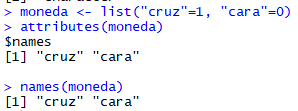 > moneda <- list("cruz"=1, "cara"=0)
> attributes(moneda)
$names
[1] "cruz" "cara"
> names(moneda)
[1] "cruz" "cara"